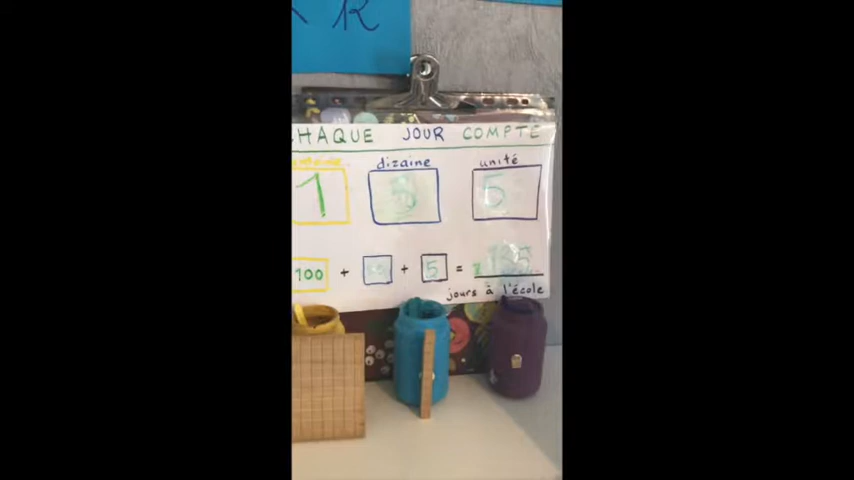 R
HAQUE JOUR COMPTE
dizaine unité
1 5
100 + + 5 =
jours à l'école